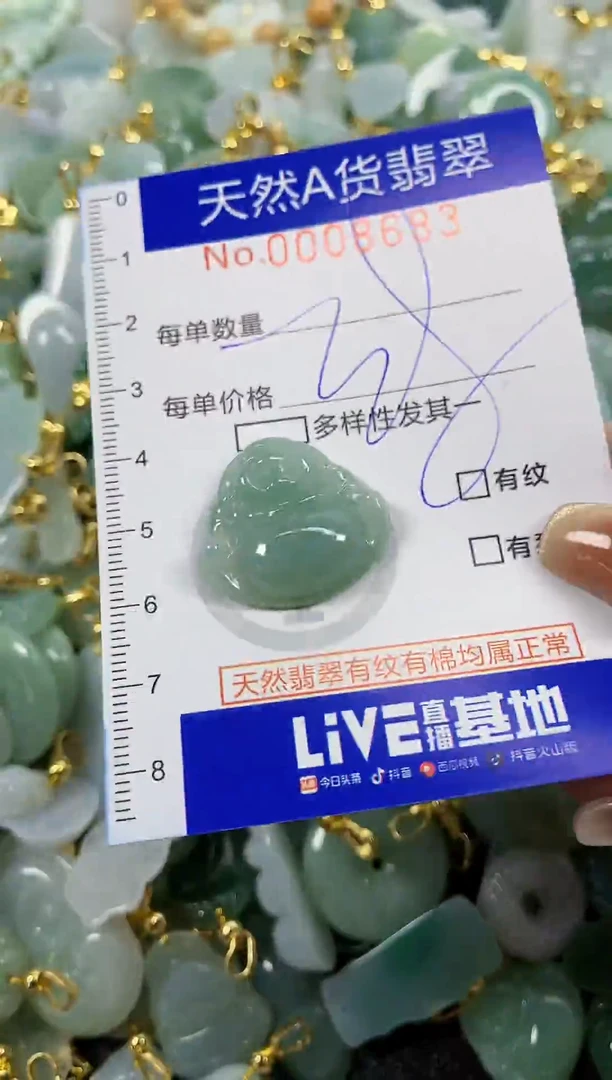 天然A货翡翠
No.0008683
每单数量
每单价格
多样性发其一
有纹
有
天然翡翠有纹有棉均属正常
LiVE直播基地
今日头条 抖音 西瓜视频 抖音火山版
0
1
2
3
4
5
6
7
8